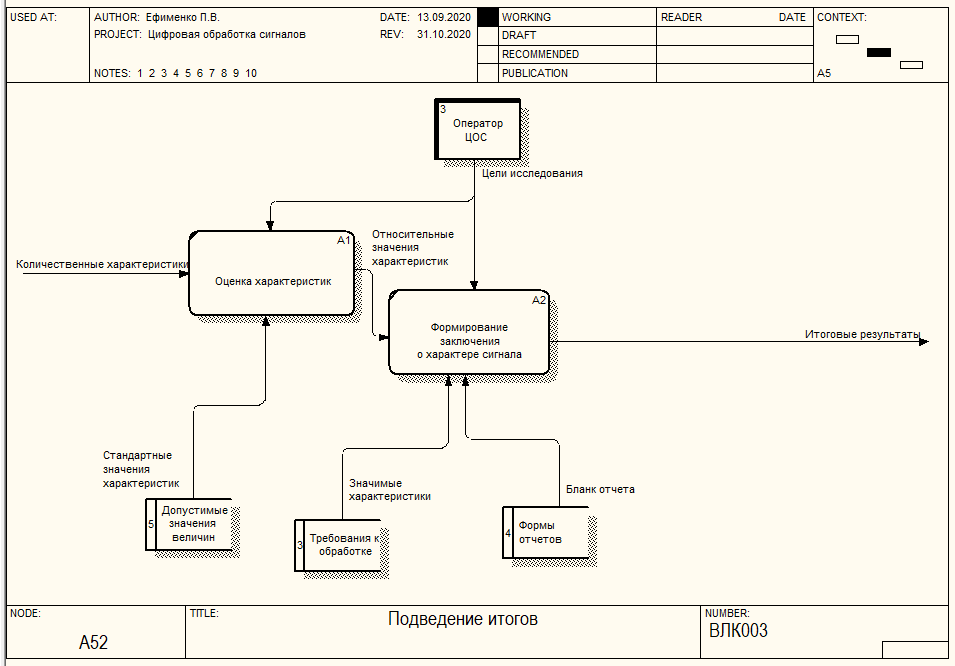 USED AT:
AUTHOR: Ефименко П.В.
DATE: 13.09.2020
PROJECT: Цифровая обработка сигналов
REV: 31.10.2020
NOTES: 1 2 3 4 5 6 7 8 9 10
WORKING
DRAFT
RECOMMENDED
PUBLICATION
READER
DATE
CONTEXT:
A5
3
Оператор
ЦОС
Цели исследования
Количественные характеристики
A1
Оценка характеристик
Относительные
значения
характеристик
A2
Формирование
заключения
о характере сигнала
Итоговые результаты
Стандартные
значения
характеристик
5
Допустимые
значения
величин
Значимые
характеристики
3
Требования к
обработке
Бланк отчета
4
Формы
отчетов
NODE:
A52
TITLE:
Подведение итогов
NUMBER:
ВЛК003